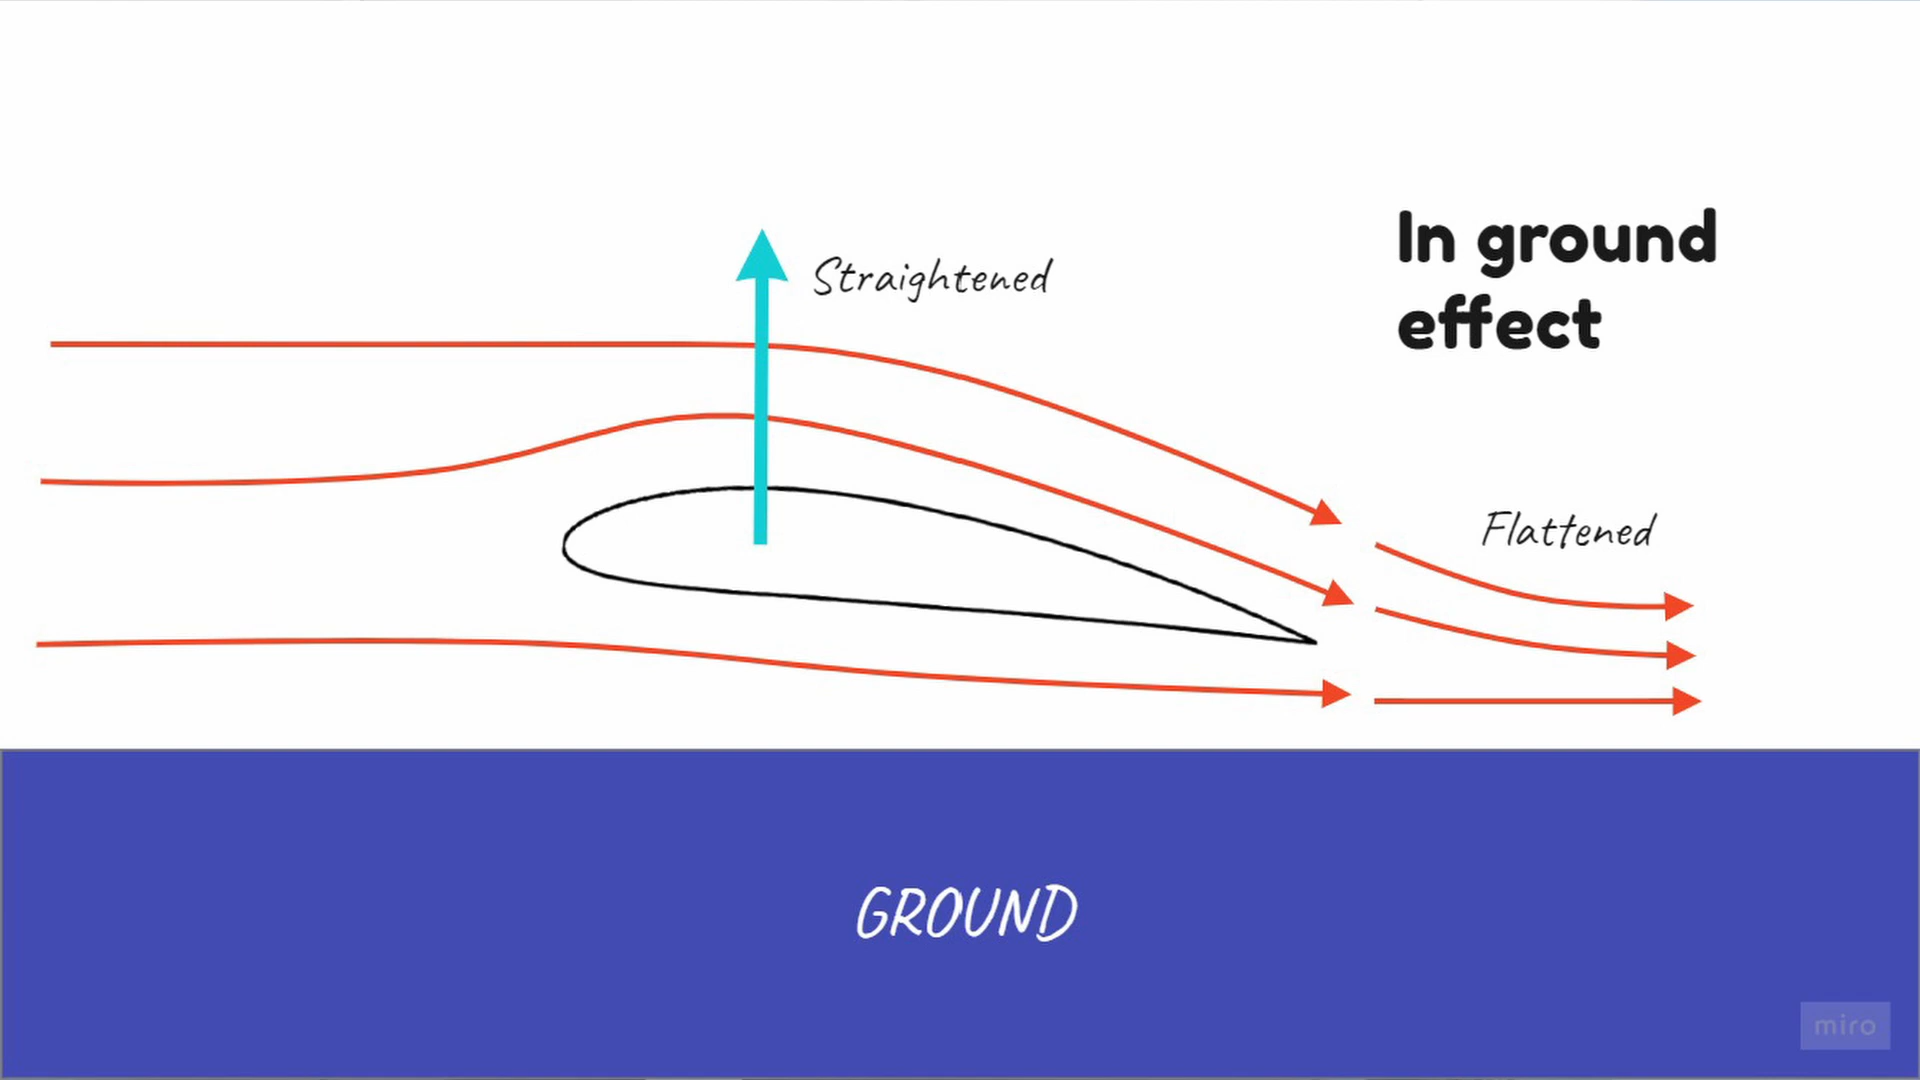 In ground
effect
Straightened
Flattened
GROUND
miro